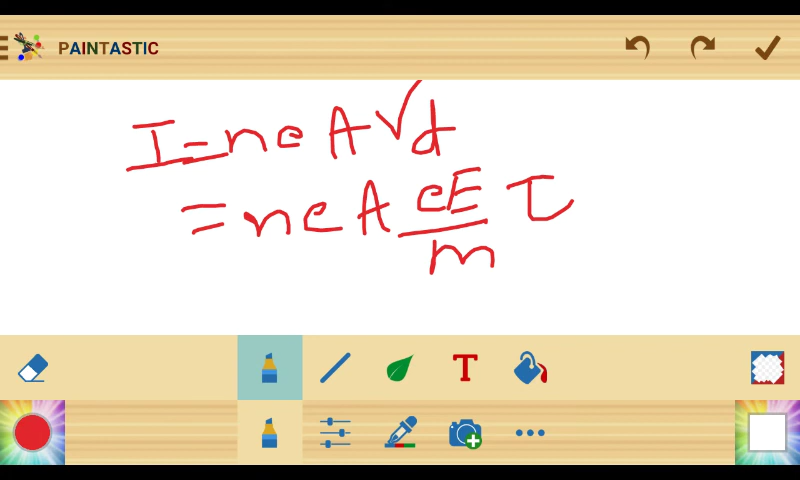 PAINTASTIC
I = neAVd
= neA eE/m τ
T